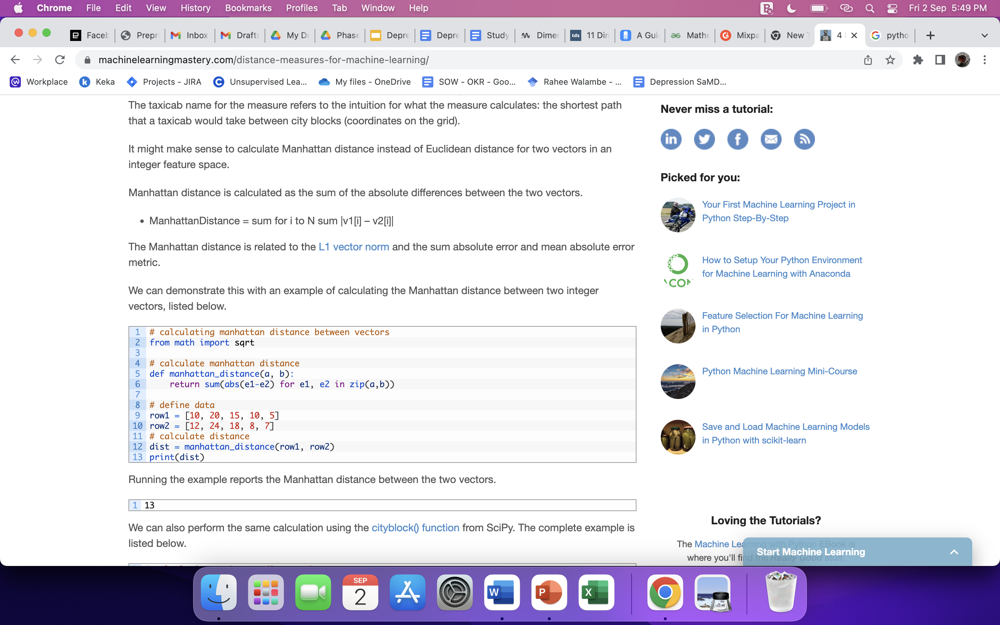 Chrome File Edit View History Bookmarks Profiles Tab Window Help Fri 2 Sep 5:49 PM
Faceb Prepri Inbox Drafts My Dr Phase Depre Depre Study Dimer tds 11 Dim A Gui Mathe Mixpa New T 4 pytho
machinelearningmastery.com/distance-measures-for-machine-learning/
Workplace Keka Projects - JIRA Unsupervised Lea... My files - OneDrive SOW - OKR - Goo... Rahee Walambe - ... Depression SaMD...
The taxicab name for the measure refers to the intuition for what the measure calculates: the shortest path
that a taxicab would take between city blocks (coordinates on the grid).
It might make sense to calculate Manhattan distance instead of Euclidean distance for two vectors in an
integer feature space.
Manhattan distance is calculated as the sum of the absolute differences between the two vectors.
• ManhattanDistance = sum for i to N sum |v1[i] – v2[i]|
The Manhattan distance is related to the L1 vector norm and the sum absolute error and mean absolute error
metric.
We can demonstrate this with an example of calculating the Manhattan distance between two integer
vectors, listed below.
1 # calculating manhattan distance between vectors
2 from math import sqrt
3
4 # calculate manhattan distance
5 def manhattan_distance(a, b):
6     return sum(abs(e1-e2) for e1, e2 in zip(a,b))
7
8 # define data
9 row1 = [10, 20, 15, 10, 5]
10 row2 = [12, 24, 18, 8, 7]
11 # calculate distance
12 dist = manhattan_distance(row1, row2)
13 print(dist)
Running the example reports the Manhattan distance between the two vectors.
1 13
We can also perform the same calculation using the cityblock() function from SciPy. The complete example is
listed below.
Never miss a tutorial:
Picked for you:
Your First Machine Learning Project in
Python Step-By-Step
How to Setup Your Python Environment
for Machine Learning with Anaconda
Feature Selection For Machine Learning
in Python
Python Machine Learning Mini-Course
Save and Load Machine Learning Models
in Python with scikit-learn
Loving the Tutorials?
The Machine Learning with Python EBook is
where you'll find the Really Good stuff.
Start Machine Learning
SEP
2
W
P
X